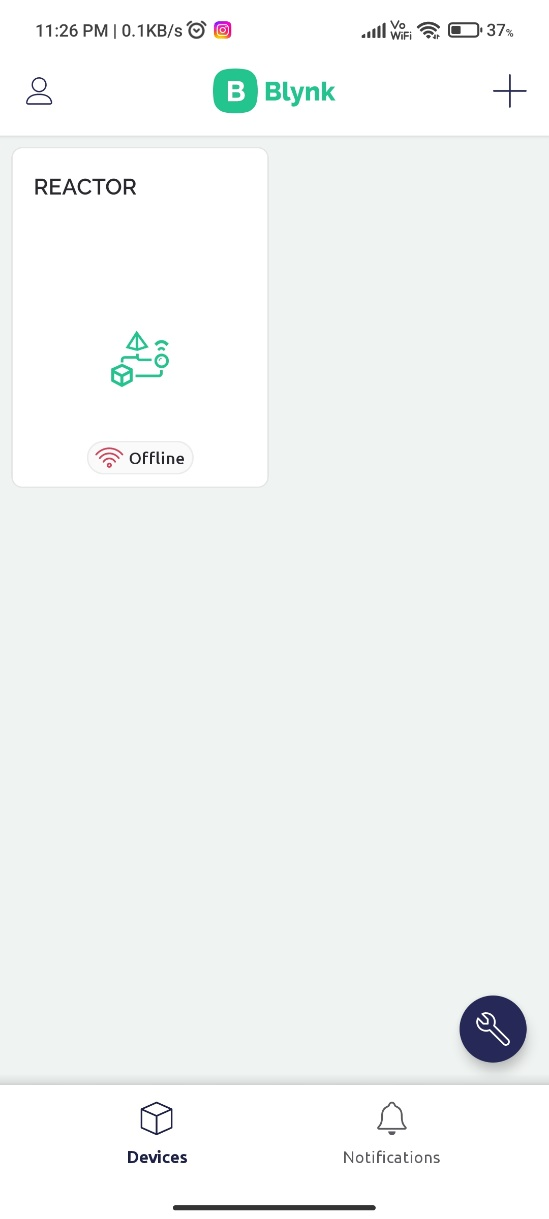 11:26 PM | 0.1KB/s
Vo
WiFi
37%
B Blynk
REACTOR
Offline
Devices
Notifications